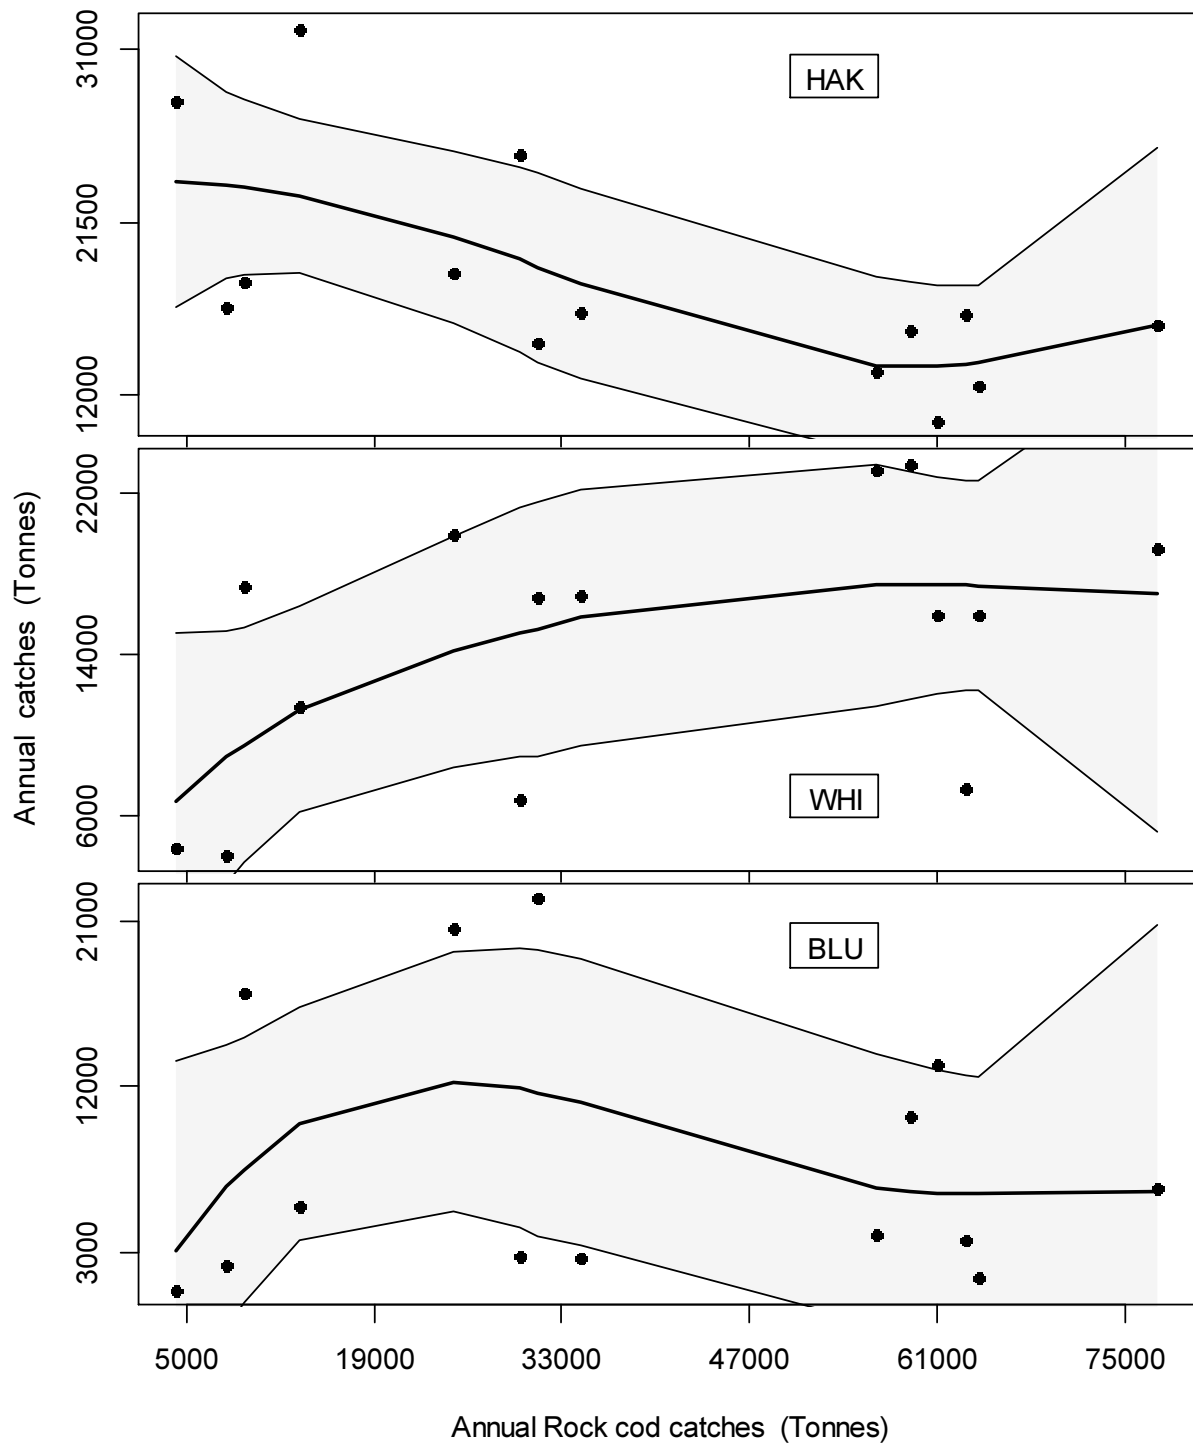 31000
21500
12000
HAK
Annual catches (Tonnes)
22000
14000
6000
WHI
21000
12000
3000
BLU
5000 19000 33000 47000 61000 75000
Annual Rock cod catches (Tonnes)